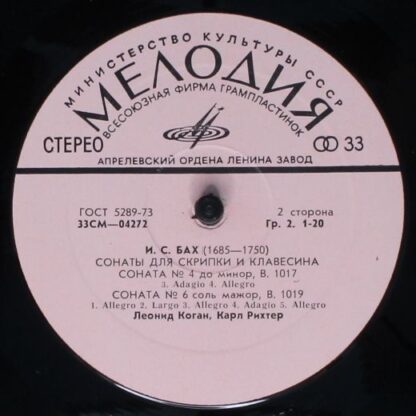 МИНИСТЕРСТВО КУЛЬТУРЫ СССР
МЕЛОДИЯ
ВСЕСОЮЗНАЯ ФИРМА ГРАМПЛАСТИНОК
СТЕРЕО 33
АПРЕЛЕВСКИЙ ОРДЕНА ЛЕНИНА ЗАВОД
ГОСТ 5289-73 2 сторона
33СМ—04272 Гр. 2. 1-20
И. С. БАХ (1685—1750)
СОНАТЫ ДЛЯ СКРИПКИ И КЛАВЕСИНА
СОНАТА № 4 до минор, В. 1017
3. Adagio 4. Allegro
СОНАТА № 6 соль мажор, В. 1019
1. Allegro 2. Largo 3. Allegro 4. Adagio 5. Allegro
Леонид Коган, Карл Рихтер